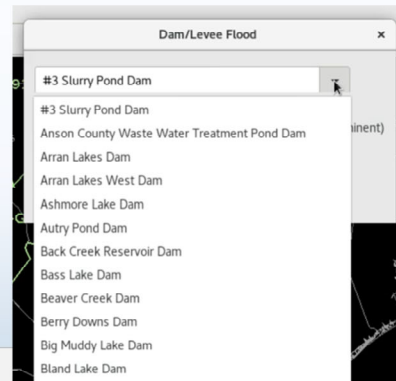 Dam/Levee Flood
×
#3 Slurry Pond Dam
#3 Slurry Pond Dam
Anson County Waste Water Treatment Pond Dam
inent)
Arran Lakes Dam
Arran Lakes West Dam
Ashmore Lake Dam
Autry Pond Dam
Back Creek Reservoir Dam
Bass Lake Dam
Beaver Creek Dam
Berry Downs Dam
Big Muddy Lake Dam
Bland Lake Dam